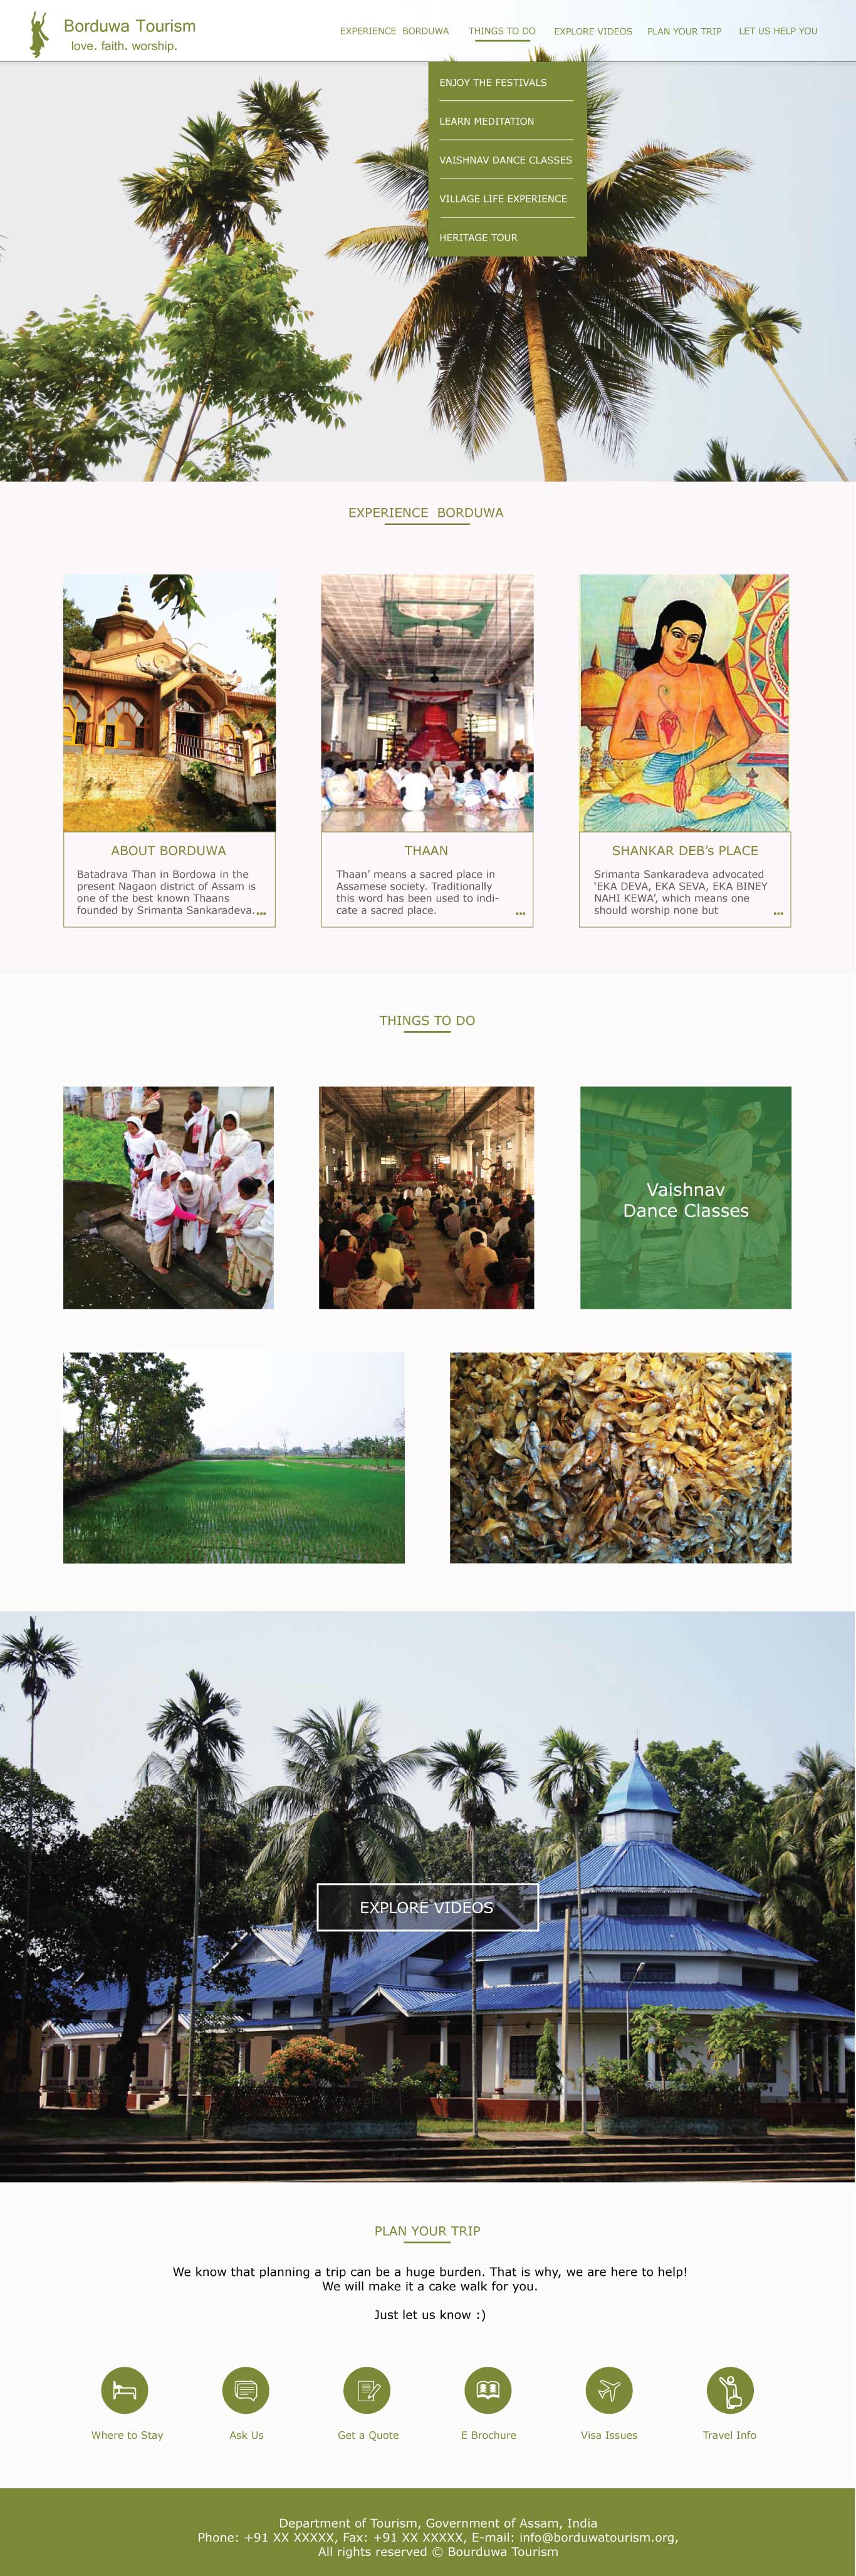 Borduwa Tourism
love. faith. worship.
EXPERIENCE BORDUWA
THINGS TO DO
EXPLORE VIDEOS
PLAN YOUR TRIP
LET US HELP YOU
ENJOY THE FESTIVALS
LEARN MEDITATION
VAISHNAV DANCE CLASSES
VILLAGE LIFE EXPERIENCE
HERITAGE TOUR
EXPERIENCE BORDUWA
ABOUT BORDUWA
Batadrava Than in Bordowa in the
present Nagaon district of Assam is
one of the best known Thaans
founded by Srimanta Sankaradeva....
THAAN
Thaan’ means a sacred place in
Assamese society. Traditionally
this word has been used to indi-
cate a sacred place. ...
SHANKAR DEB’s PLACE
Srimanta Sankaradeva advocated
‘EKA DEVA, EKA SEVA, EKA BINEY
NAHI KEWA’, which means one
should worship none but ...
THINGS TO DO
Vaishnav
Dance Classes
EXPLORE VIDEOS
PLAN YOUR TRIP
We know that planning a trip can be a huge burden. That is why, we are here to help!
We will make it a cake walk for you.
Just let us know :)
Where to Stay
Ask Us
Get a Quote
E Brochure
Visa Issues
Travel Info
Department of Tourism, Government of Assam, India
Phone: +91 XX XXXXX, Fax: +91 XX XXXXX, E-mail: info@borduwatourism.org,
All rights reserved © Bourduwa Tourism